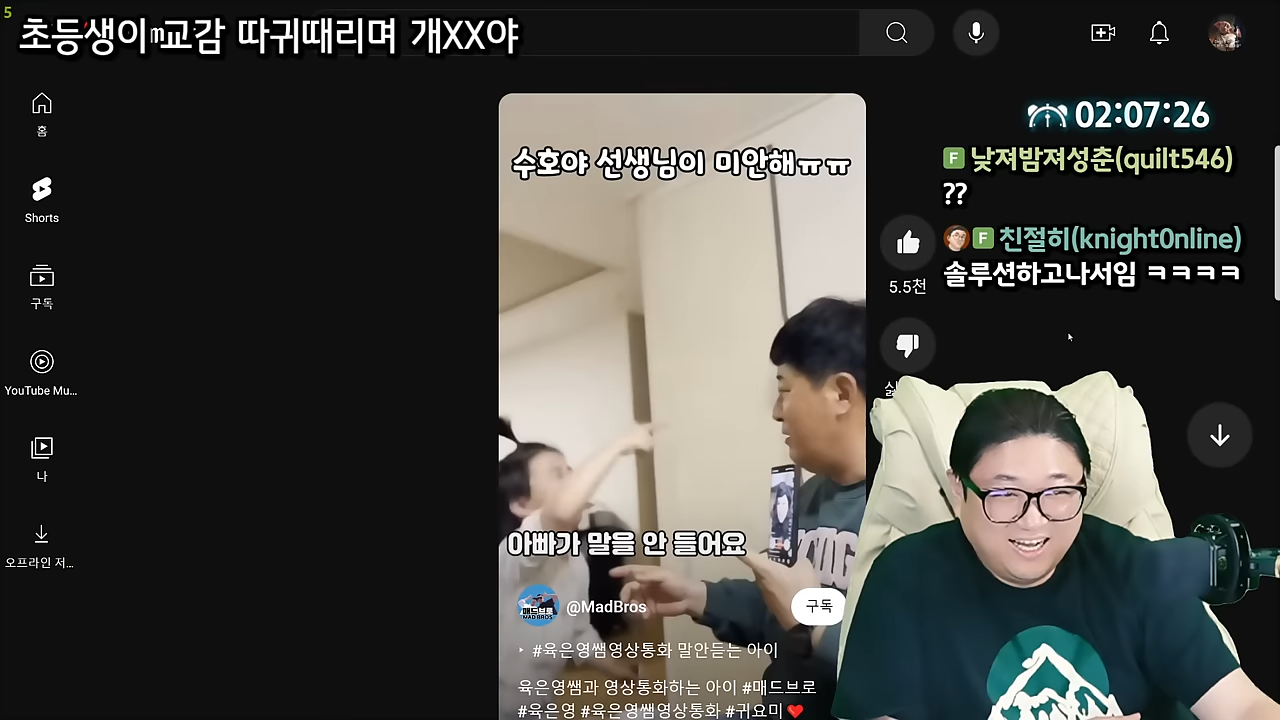 5
초등생이 교감 따귀때리며 개XX야
홈
Shorts
구독
YouTube Mu...
나
오프라인 저...
수호야 선생님이 미안해ㅠㅠ
아빠가 말을 안 들어요
@MadBros
구독
#육은영쌤영상통화 말안듣는 아이
육은영쌤과 영상통화하는 아이 #매드브로
#육은영 #육은영쌤영상통화 #귀요미❤️
5.5천
02:07:26
F 낮져밤져성춘(quilt546)
??
F 친절히(knight0nline)
솔루션하고나서임 ㅋㅋㅋㅋ